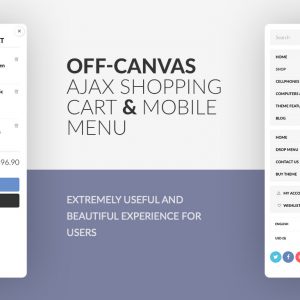 OFF-CANVAS
AJAX SHOPPING
CART & MOBILE
MENU
EXTREMELY USEFUL AND
BEAUTIFUL EXPERIENCE FOR
USERS
96.90
Search
HOME
SHOP
CELLPHONES
COMPUTERS
THEME FEATU
BLOG
HOME
DROP MENU
CONTACT US
BUY THEME
MY ACCO
WISHLIST
ENGLISH
USD ($)